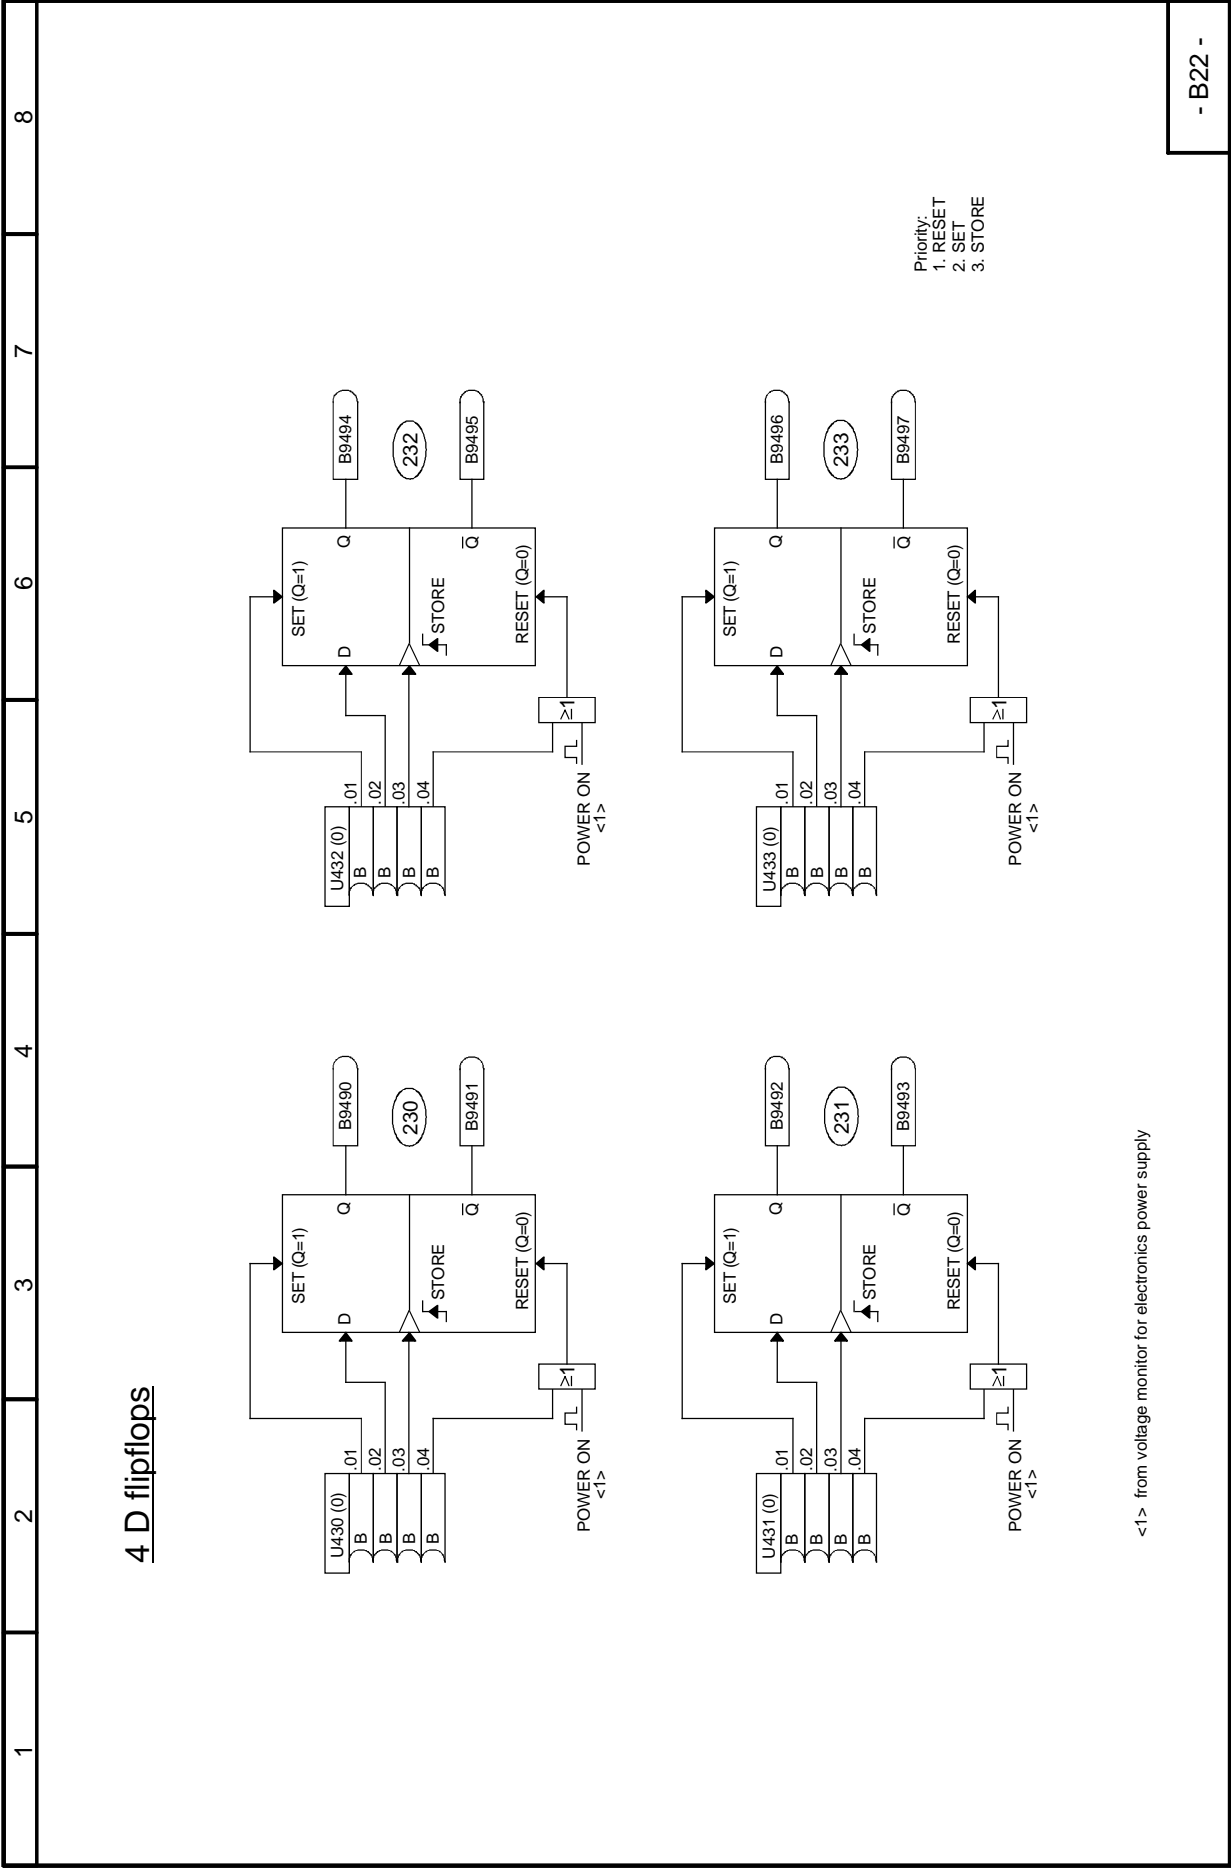 1 2 3 4 5 6 7 8
4 D flipflops
U430 (0)
B .01
B .02
B .03
B .04
SET (Q=1)
D
Q
STORE
Q̅
RESET (Q=0)
≥1
POWER ON
<1>
B9490
230
B9491
U432 (0)
B .01
B .02
B .03
B .04
SET (Q=1)
D
Q
STORE
Q̅
RESET (Q=0)
≥1
POWER ON
<1>
B9494
232
B9495
U431 (0)
B .01
B .02
B .03
B .04
SET (Q=1)
D
Q
STORE
Q̅
RESET (Q=0)
≥1
POWER ON
<1>
B9492
231
B9493
U433 (0)
B .01
B .02
B .03
B .04
SET (Q=1)
D
Q
STORE
Q̅
RESET (Q=0)
≥1
POWER ON
<1>
B9496
233
B9497
Priority:
1. RESET
2. SET
3. STORE
<1> from voltage monitor for electronics power supply
- B22 -